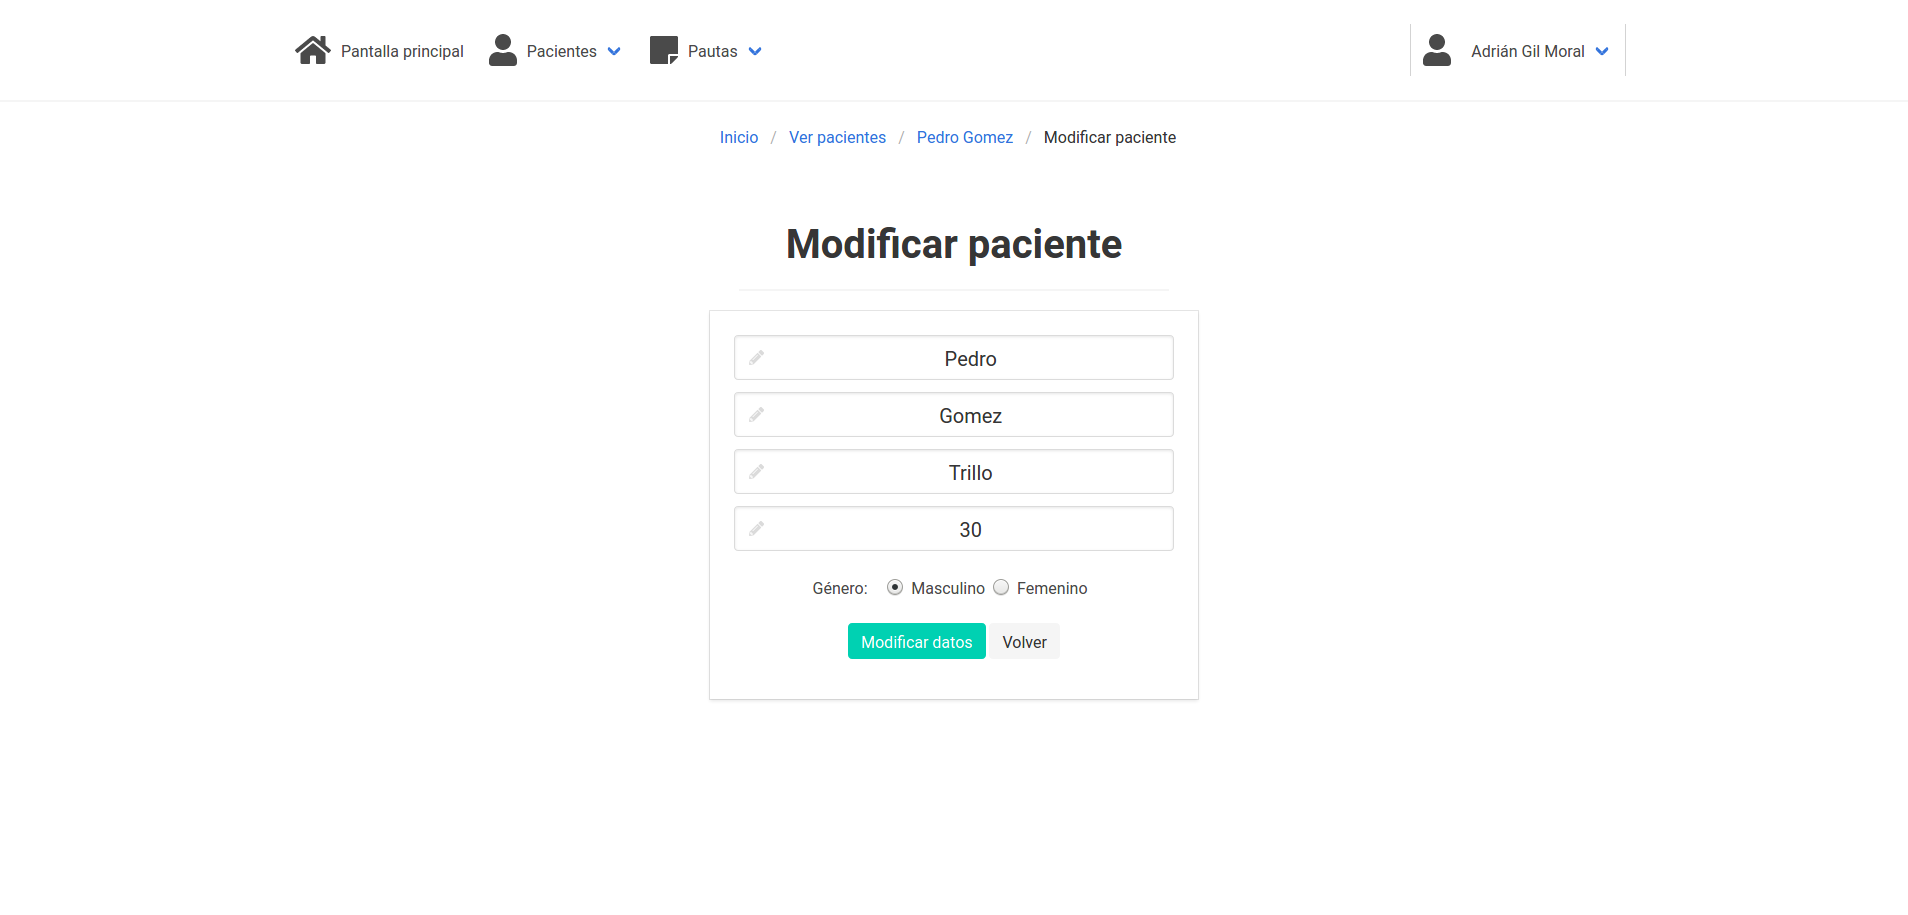 Pantalla principal Pacientes Pautas Adrián Gil Moral
Inicio / Ver pacientes / Pedro Gomez / Modificar paciente
Modificar paciente
Pedro
Gomez
Trillo
30
Género: Masculino Femenino
Modificar datos Volver